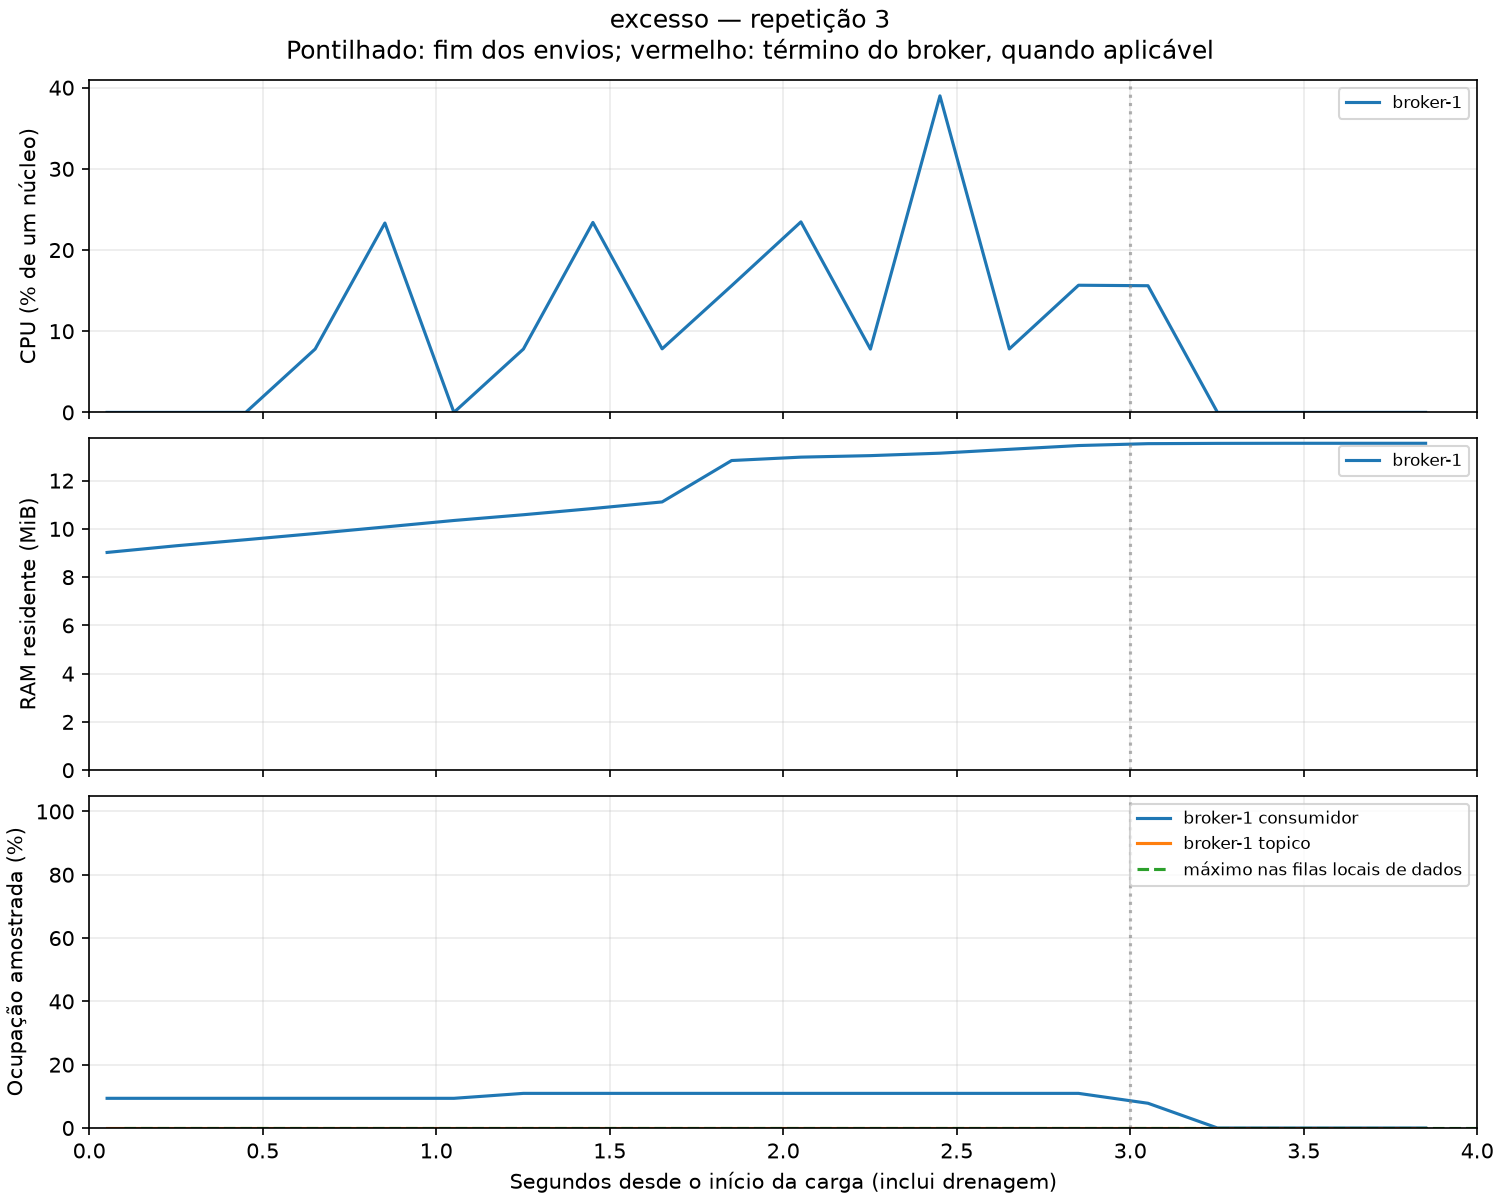 excesso — repetição 3
Pontilhado: fim dos envios; vermelho: término do broker, quando aplicável
CPU (% de um núcleo)
40
30
20
10
0
broker-1
RAM residente (MiB)
12
10
8
6
4
2
0
broker-1
Ocupação amostrada (%)
100
80
60
40
20
0
broker-1 consumidor
broker-1 topico
máximo nas filas locais de dados
0.0 0.5 1.0 1.5 2.0 2.5 3.0 3.5 4.0
Segundos desde o início da carga (inclui drenagem)